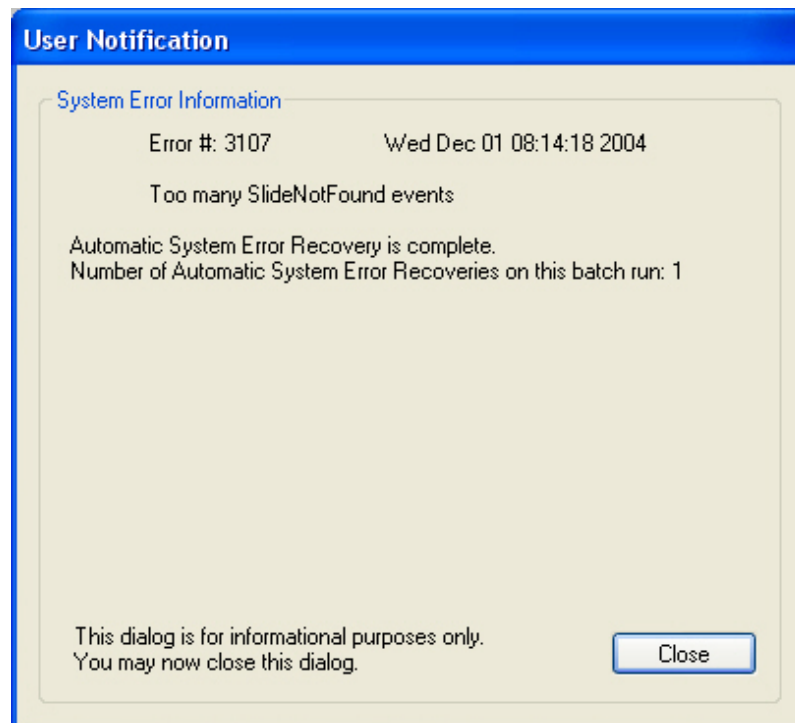 User Notification
System Error Information
Error #: 3107 Wed Dec 01 08:14:18 2004
Too many SlideNotFound events
Automatic System Error Recovery is complete.
Number of Automatic System Error Recoveries on this batch run: 1
This dialog is for informational purposes only.
You may now close this dialog.
Close